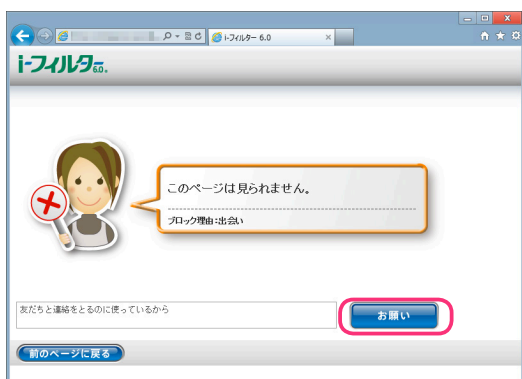 i-フィルター 6.0
i-フィルター6.0.
このページは見られません。
ブロック理由:出会い
友だちと連絡をとるのに使っているから
お願い
前のページに戻る